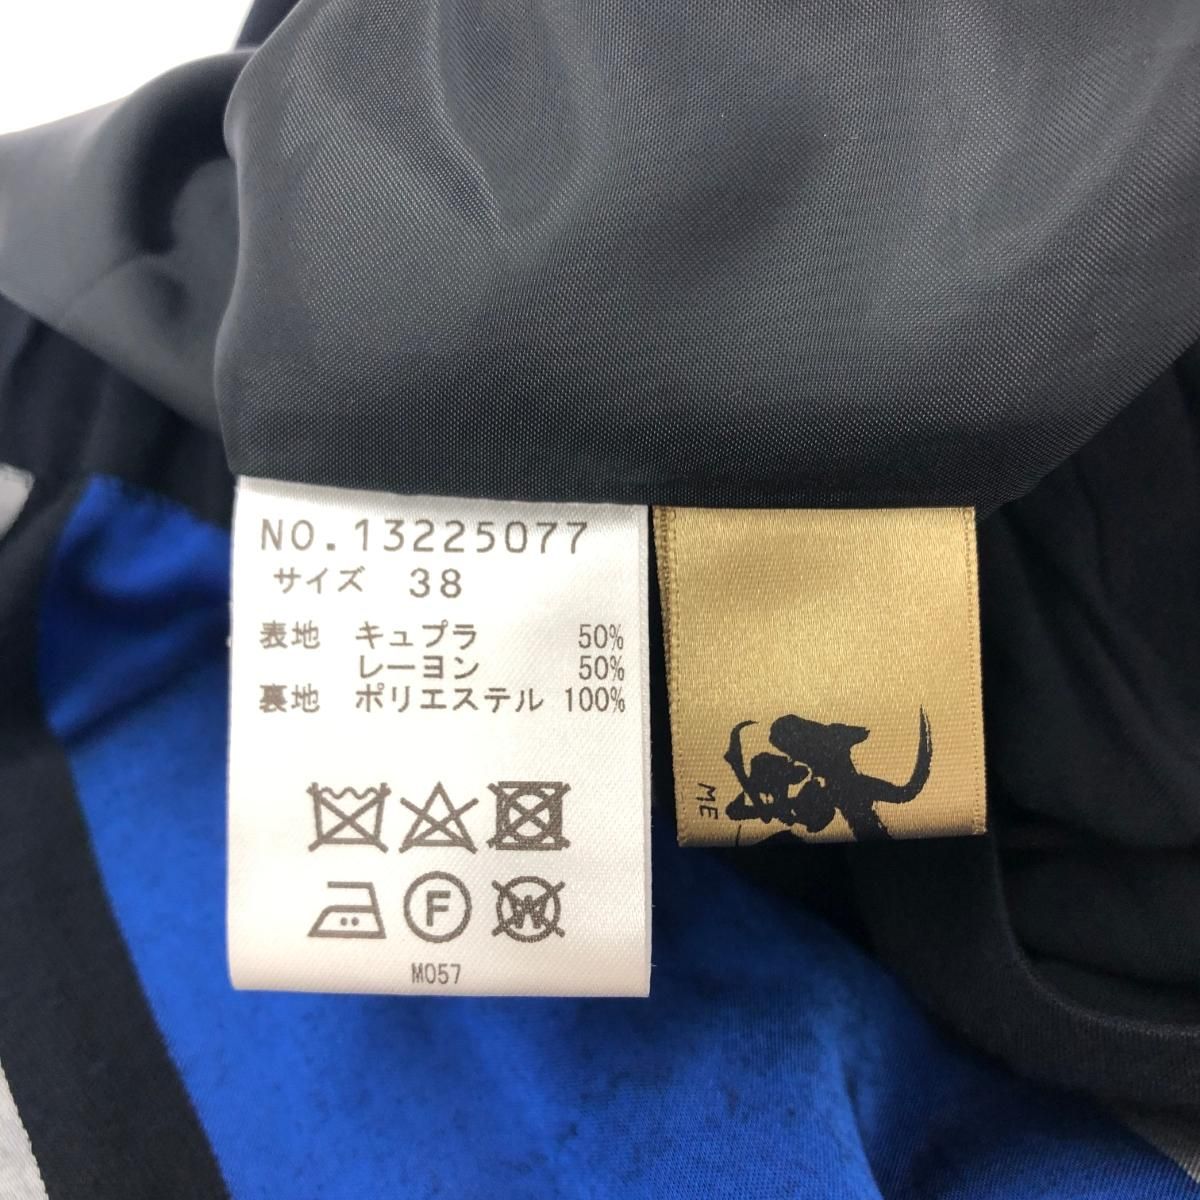 NO.13225077
サイズ 38
表地 キュプラ 50%
レーヨン 50%
裏地 ポリエステル 100%
F
W
M057
ME